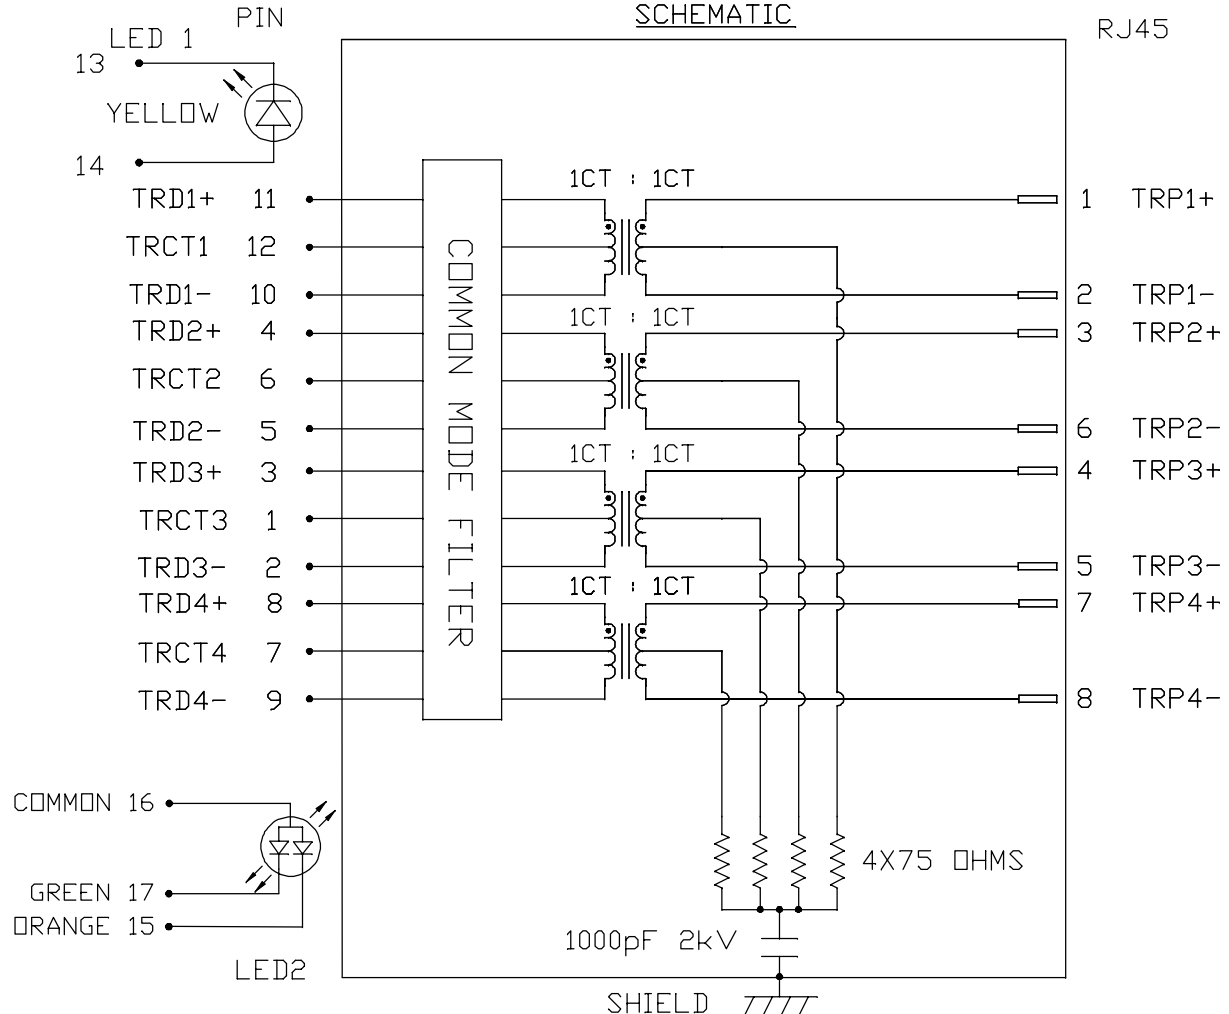 SCHEMATIC
PIN
RJ45
LED 1
13
YELLOW
14
1CT : 1CT
TRD1+ 11
1 TRP1+
TRCT1 12
TRD1- 10
2 TRP1-
1CT : 1CT
TRD2+ 4
3 TRP2+
TRCT2 6
TRD2- 5
6 TRP2-
1CT : 1CT
TRD3+ 3
4 TRP3+
TRCT3 1
TRD3- 2
5 TRP3-
1CT : 1CT
TRD4+ 8
7 TRP4+
TRCT4 7
TRD4- 9
8 TRP4-
COMMON MODE FILTER
COMMON 16
GREEN 17
ORANGE 15
LED2
4X75 OHMS
1000pF 2kV
SHIELD